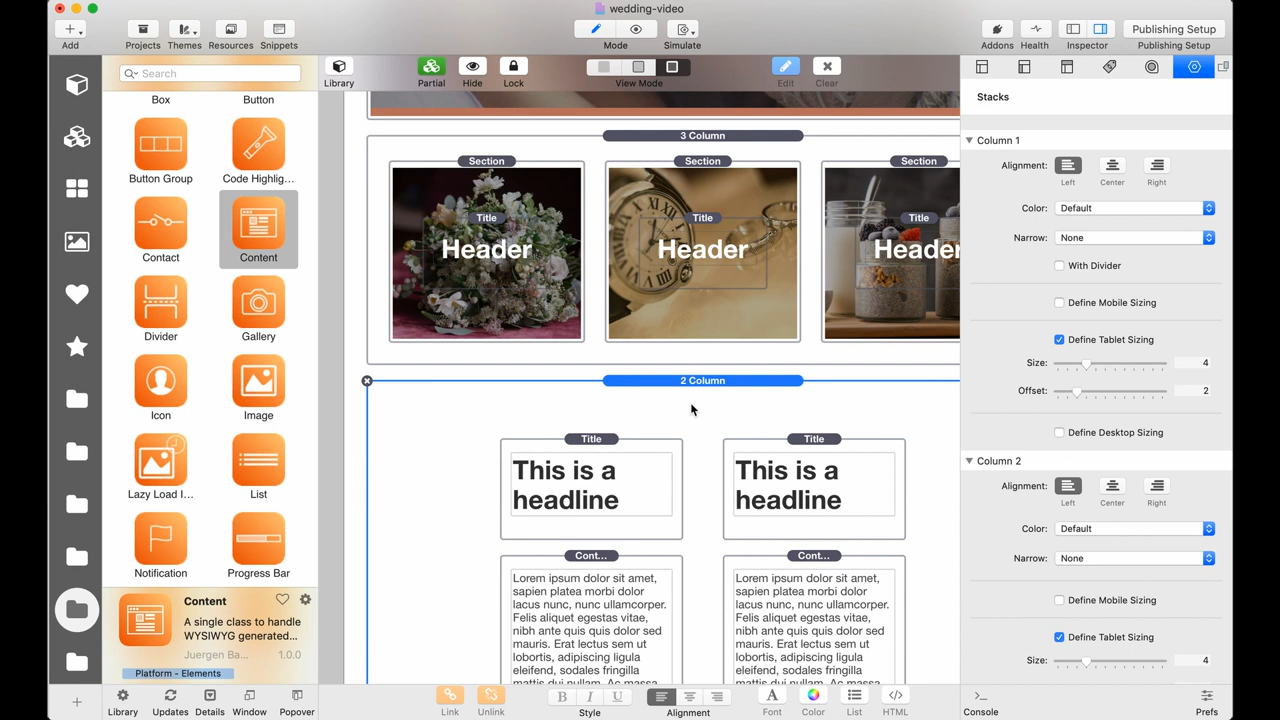 wedding-video
Add
Projects
Themes
Resources
Snippets
Mode
Simulate
Addons
Health
Inspector
Publishing Setup
Publishing Setup
Search
Library
Partial
Hide
Lock
View Mode
Edit
Clear
Stacks
Box
Button
Button Group
Code Highlig...
Contact
Content
Divider
Gallery
Icon
Image
Lazy Load I...
List
Notification
Progress Bar
Content
A single class to handle
WYSIWYG generated...
Juergen Ba...
1.0.0
Platform - Elements
3 Column
Section
Section
Section
Title
Title
Title
Header
Header
Header
2 Column
Title
This is a
headline
Title
This is a
headline
Cont...
Lorem ipsum dolor sit amet,
sapien platea morbi dolor
lacus nunc, nunc ullamcorper.
Felis aliquet egestas vitae,
nibh ante quis quis dolor sed
mauris. Erat lectus sem ut
lobortis, adipiscing ligula
eleifend, sodales fringilla
mattis dui nullam. Ac massa
Cont...
Lorem ipsum dolor sit amet,
sapien platea morbi dolor
lacus nunc, nunc ullamcorper.
Felis aliquet egestas vitae,
nibh ante quis quis dolor sed
mauris. Erat lectus sem ut
lobortis, adipiscing ligula
eleifend, sodales fringilla
mattis dui nullam. Ac massa
Column 1
Alignment:
Left
Center
Right
Color:
Default
Narrow:
None
With Divider
Define Mobile Sizing
Define Tablet Sizing
Size:
4
Offset:
2
Define Desktop Sizing
Column 2
Alignment:
Left
Center
Right
Color:
Default
Narrow:
None
Define Mobile Sizing
Define Tablet Sizing
Size:
4
Library
Updates
Details
Window
Popover
Link
Unlink
B
I
U
Style
Alignment
A
Font
Color
List
HTML
Console
Prefs